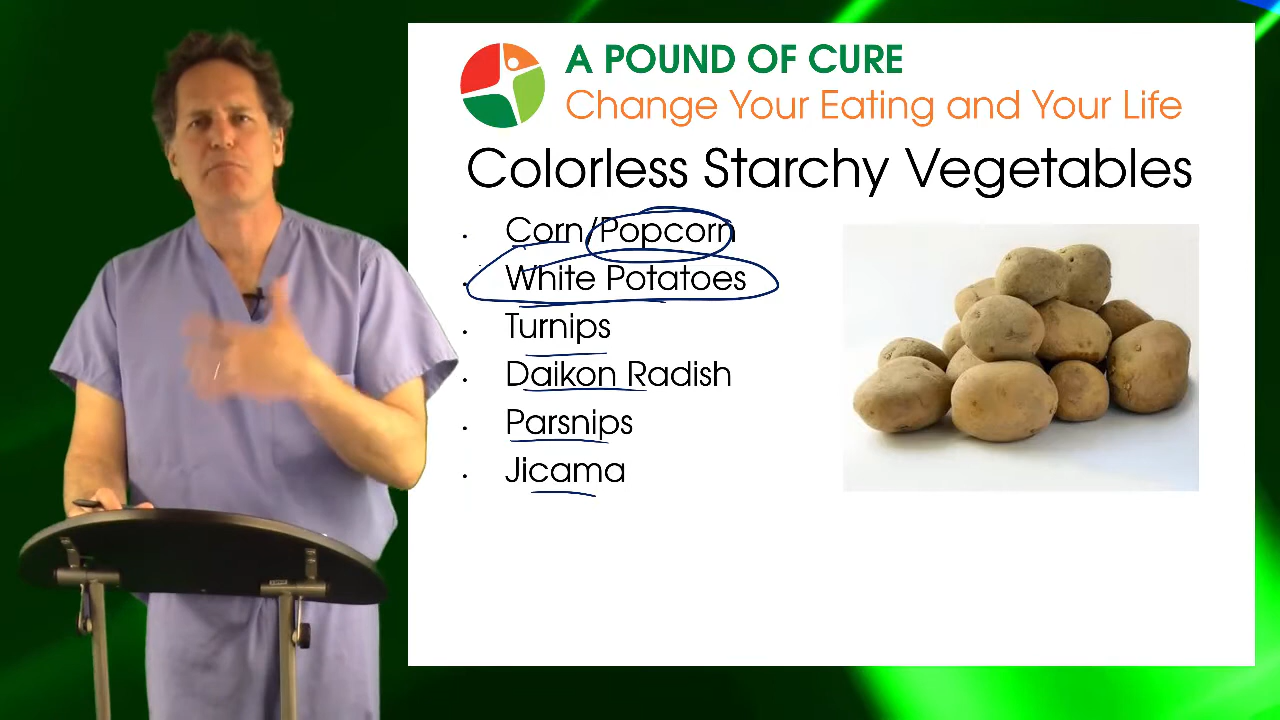 A POUND OF CURE
Change Your Eating and Your Life
Colorless Starchy Vegetables
. Corn/Popcorn
. White Potatoes
. Turnips
. Daikon Radish
. Parsnips
. Jicama